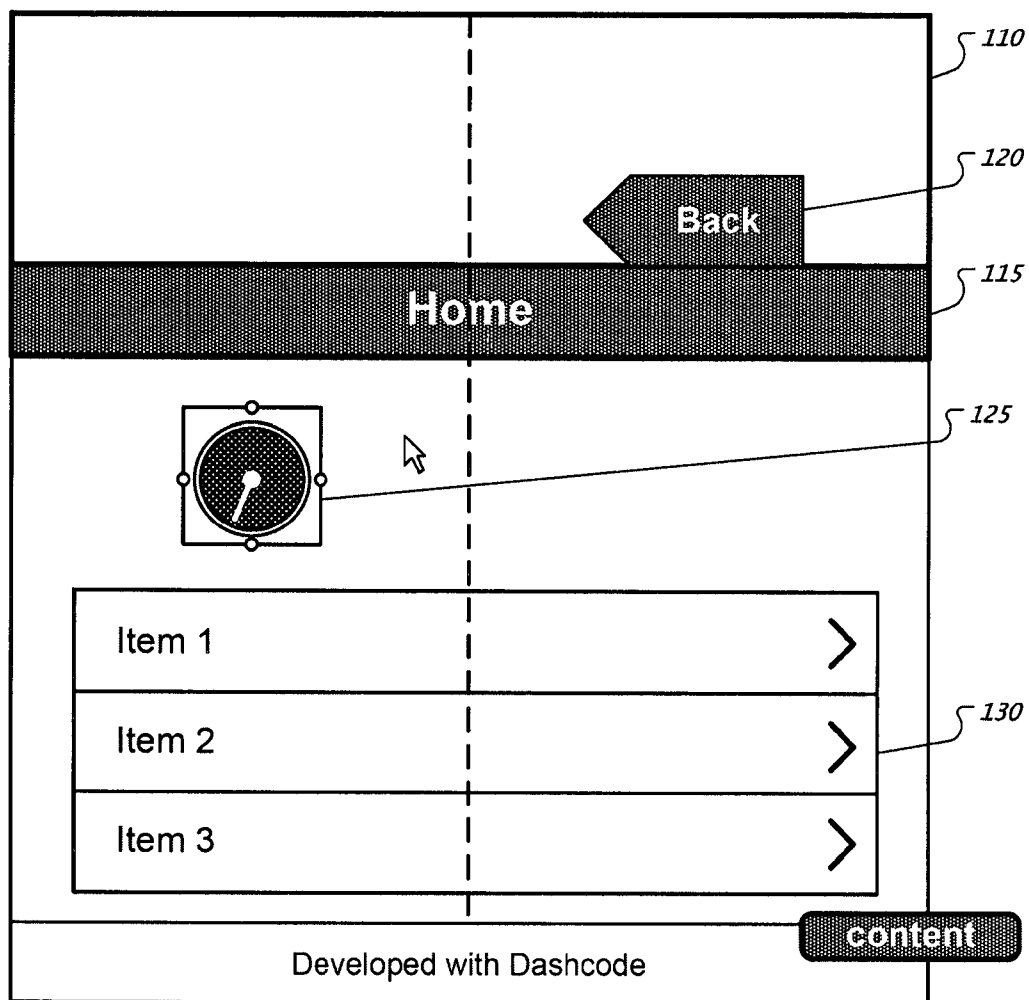 110
120
Back
115
Home
125
Item 1
130
Item 2
Item 3
content
Developed with Dashcode